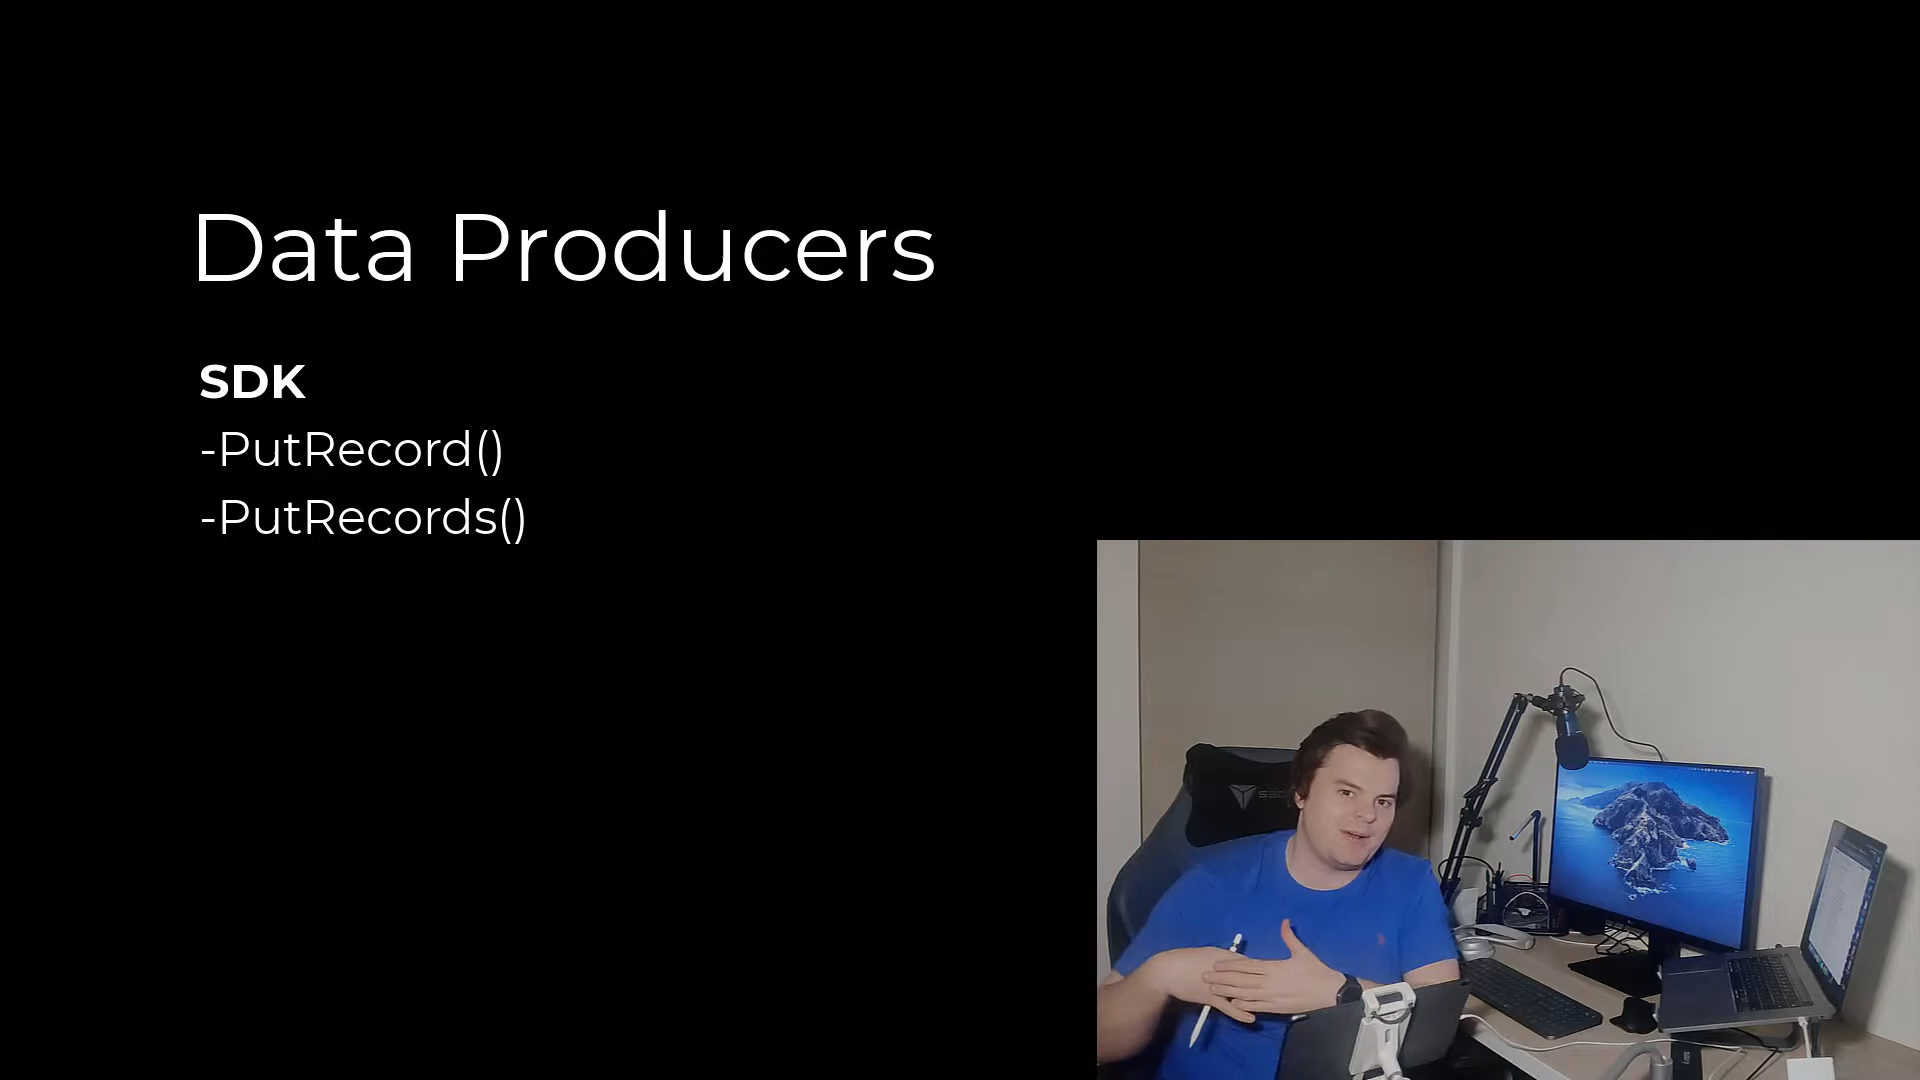 Data Producers
SDK
-PutRecord()
-PutRecords()